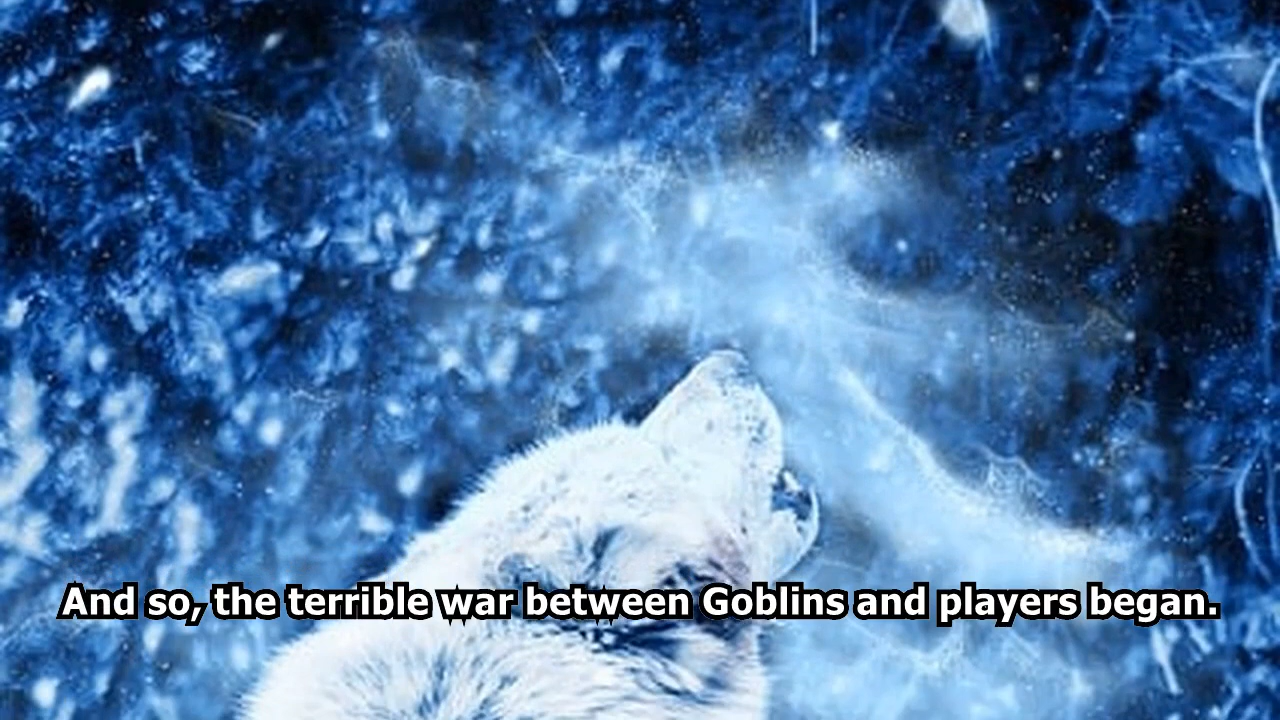 And so, the terrible war between Goblins and players began.